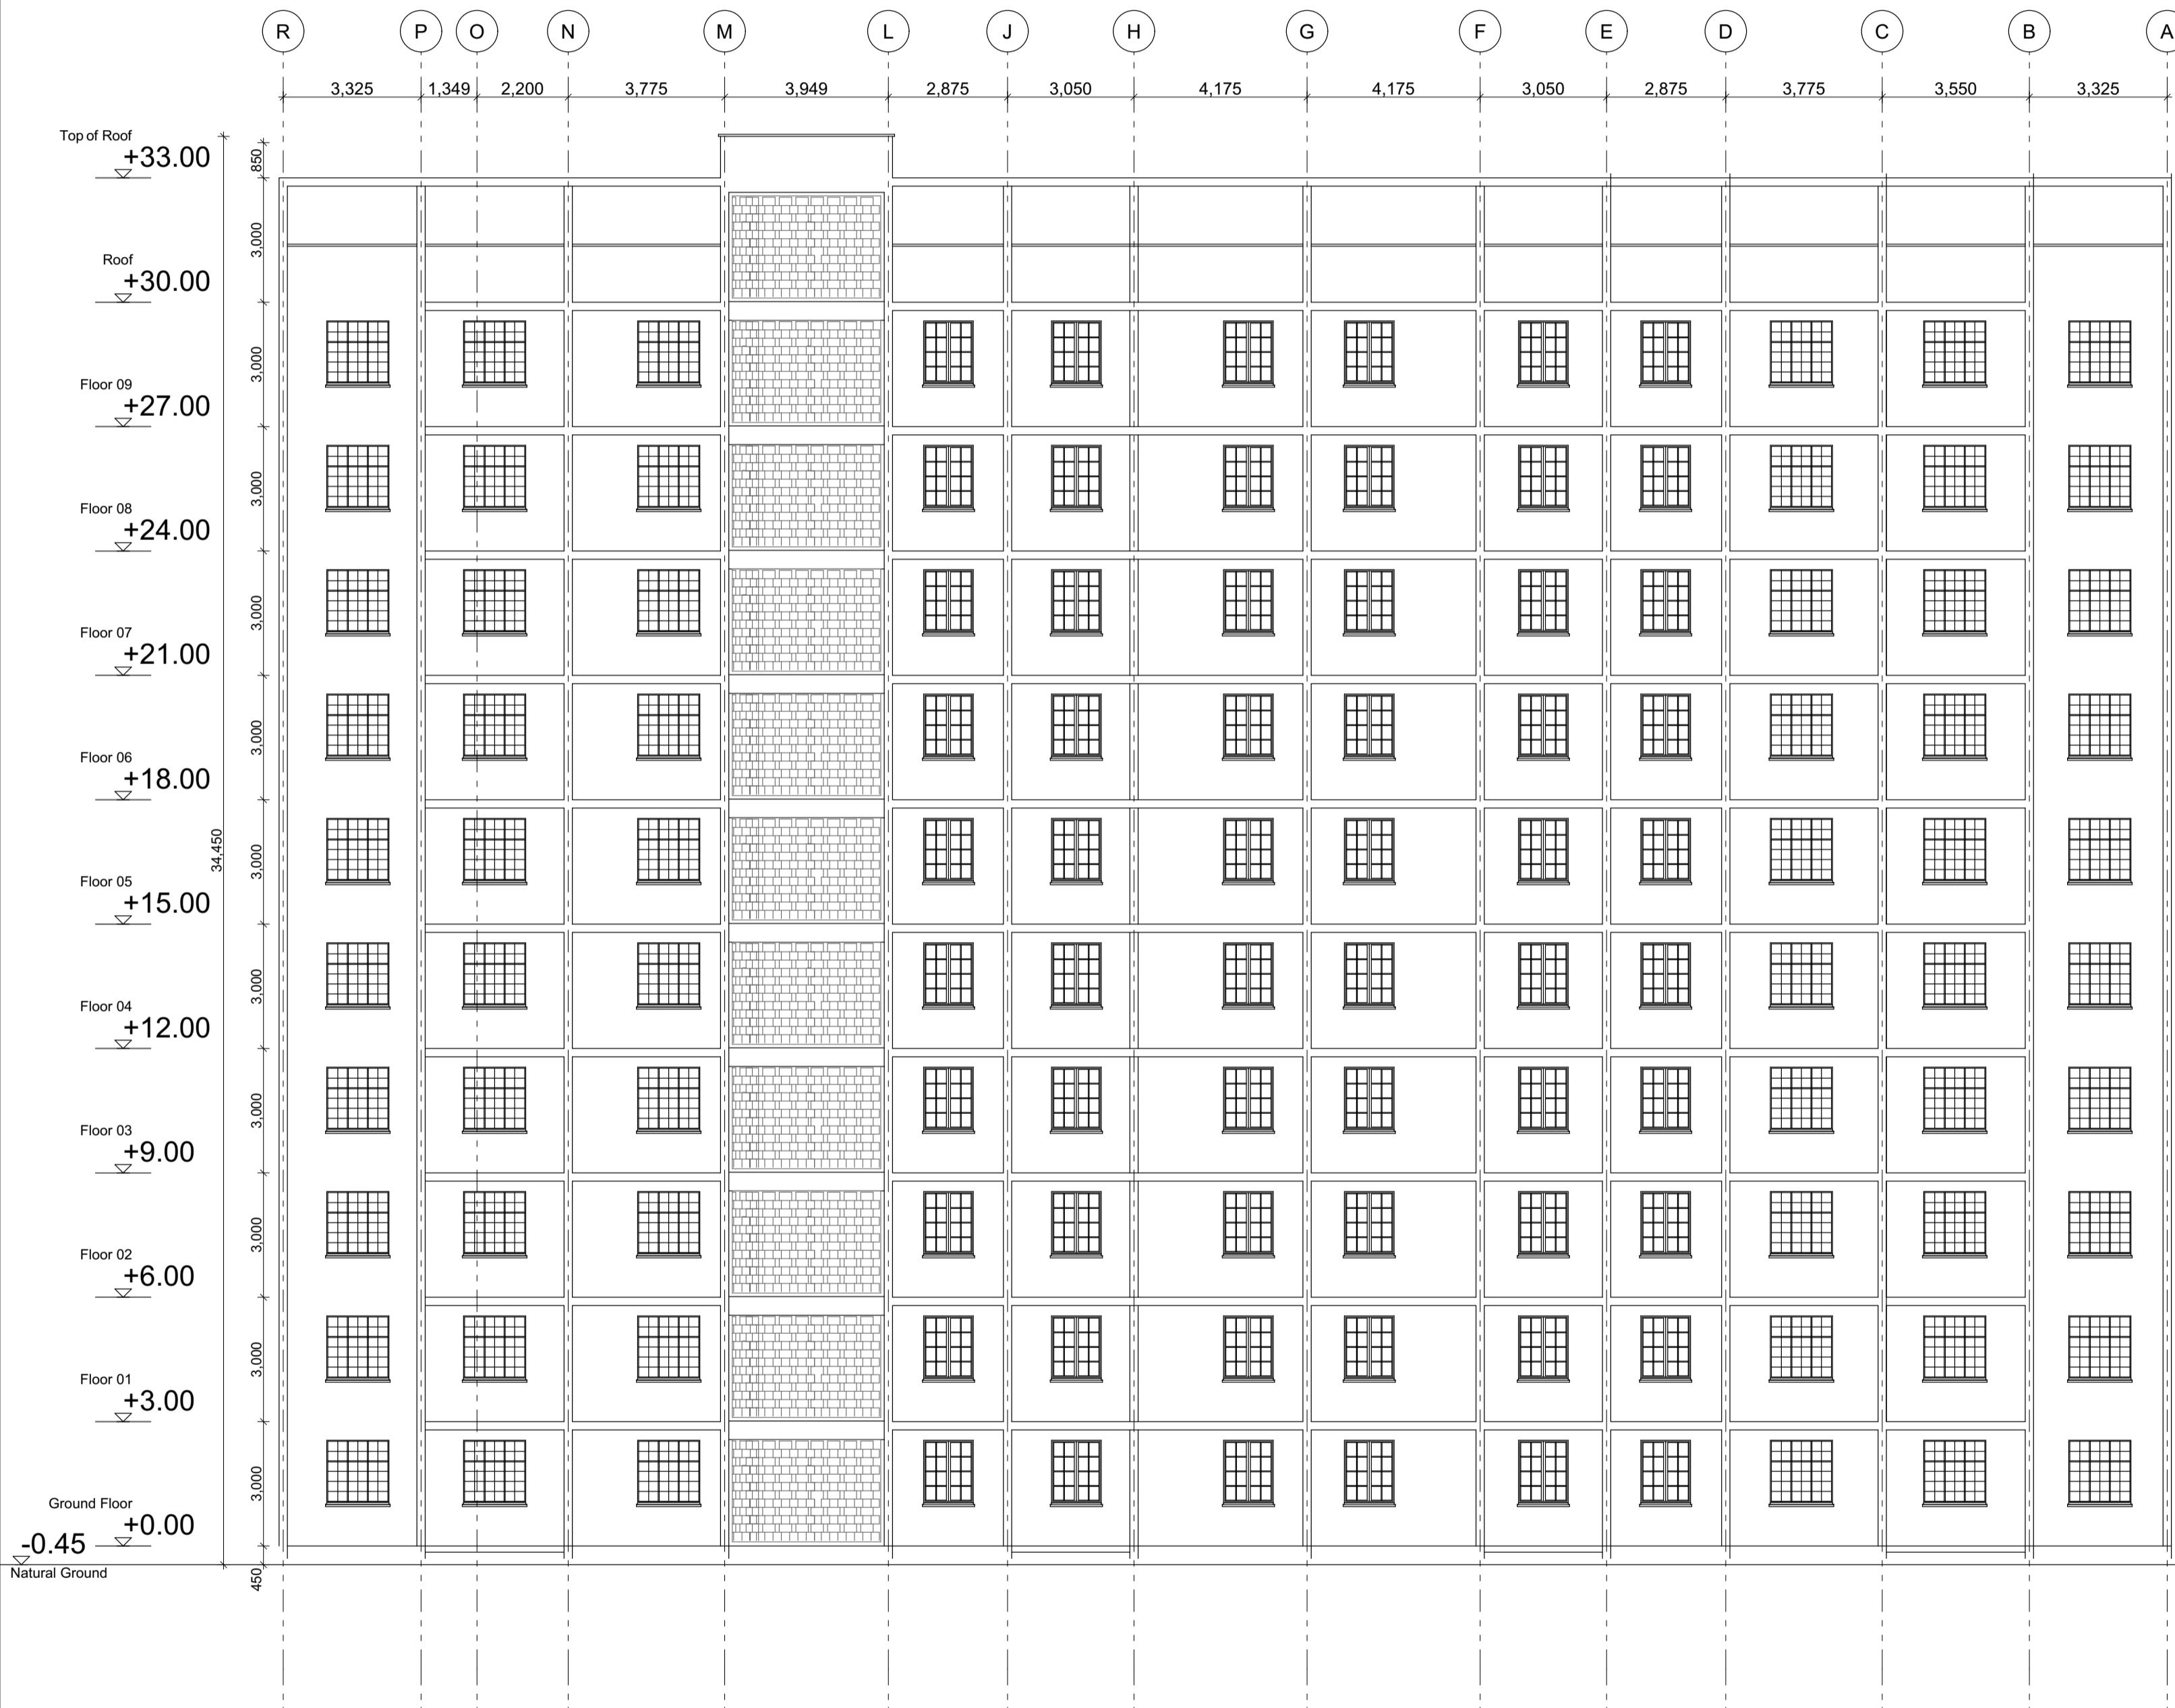 R P O N M L J H G F E D C B A
3,325 1,349 2,200 3,775 3,949 2,875 3,050 4,175 4,175 3,050 2,875 3,775 3,550 3,325
Top of Roof
+33.00
850
3,000
Roof
+30.00
3,000
Floor 09
+27.00
3,000
Floor 08
+24.00
3,000
Floor 07
+21.00
3,000
Floor 06
+18.00
34,450
3,000
Floor 05
+15.00
3,000
Floor 04
+12.00
3,000
Floor 03
+9.00
3,000
Floor 02
+6.00
3,000
Floor 01
+3.00
3,000
Ground Floor
+0.00
-0.45
Natural Ground
450